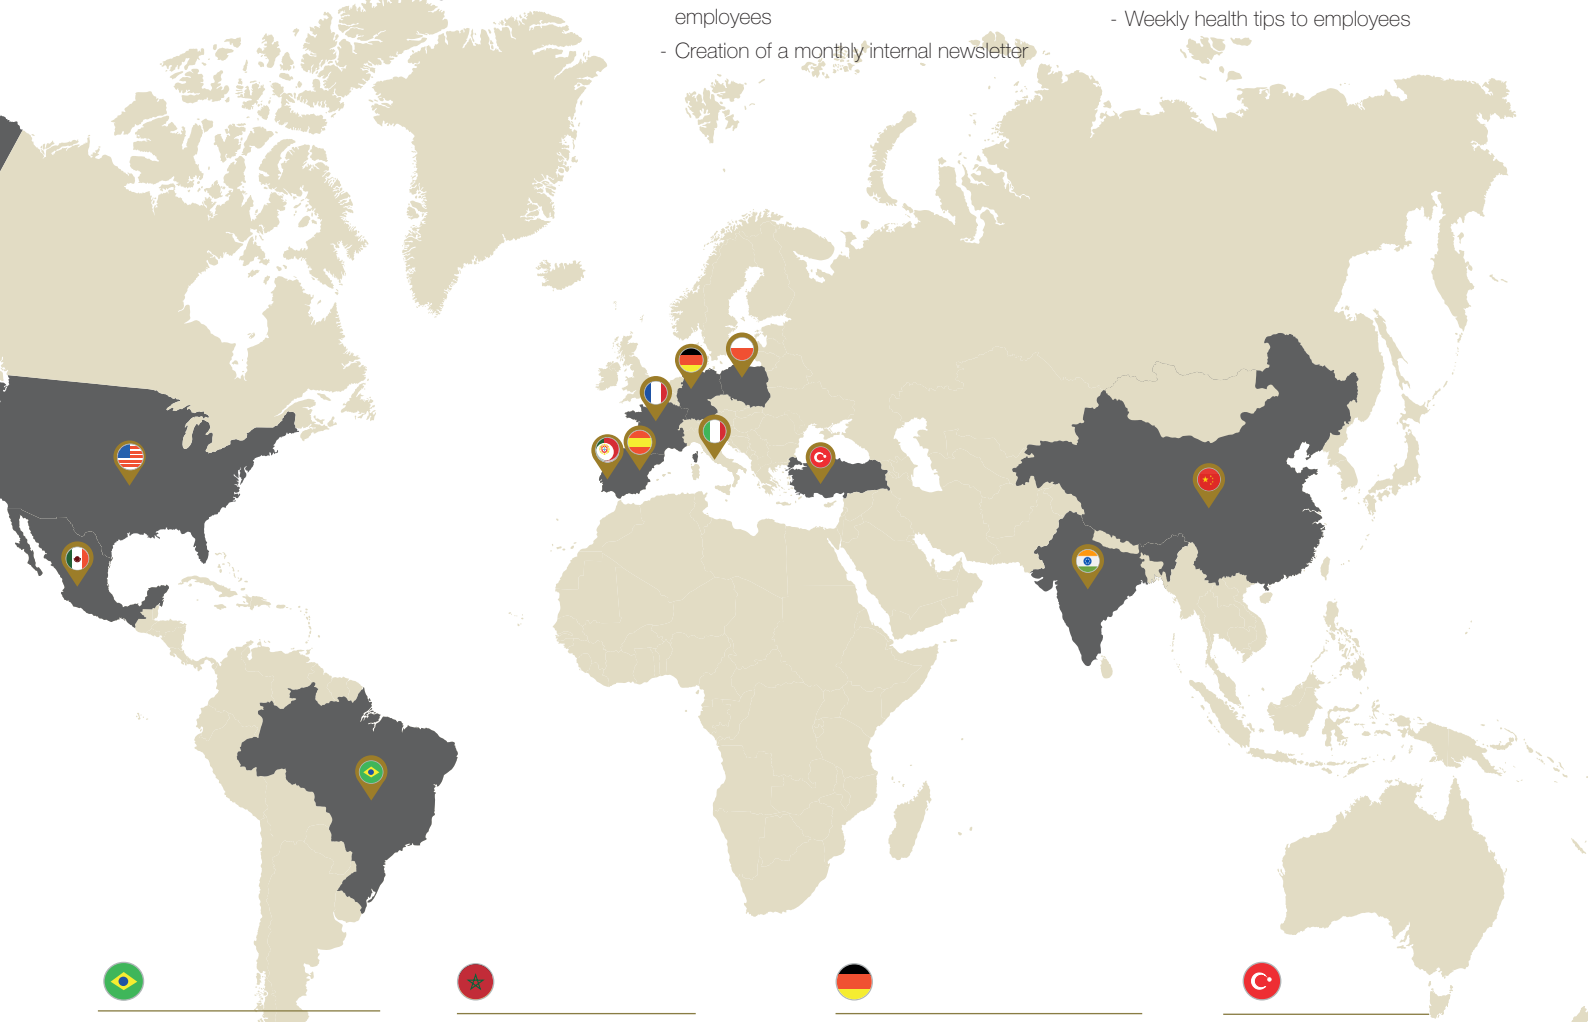 employees
- Creation of a monthly internal newsletter
- Weekly health tips to employees